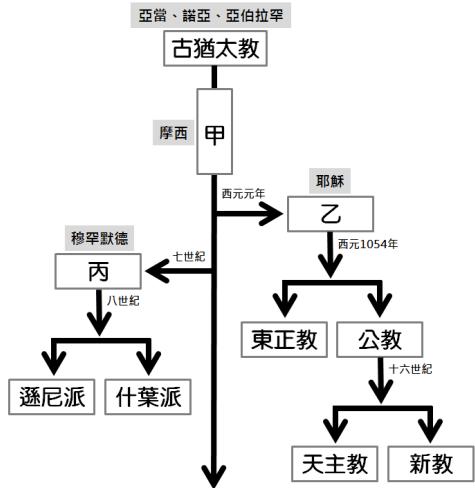 亞當、諾亞、亞伯拉罕
古猶太教
摩西
甲
西元元年
耶穌
乙
西元1054年
穆罕默德
七世紀
丙
八世紀
東正教
公教
十六世紀
遜尼派
什葉派
天主教
新教